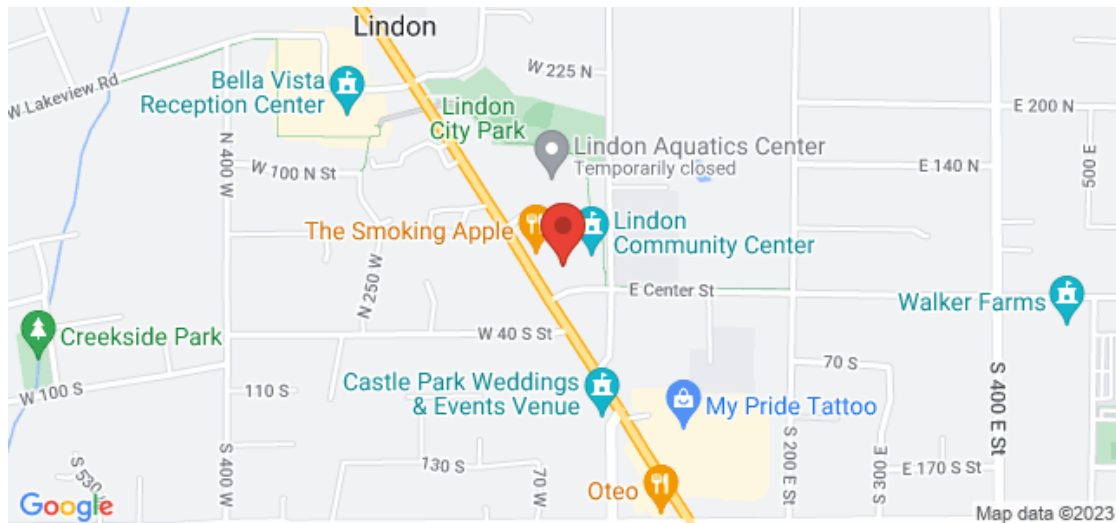 Lindon
W 225 N
W. Lakeview Rd
Bella Vista
Reception Center
Lindon
City Park
E 200 N
Lindon Aquatics Center
Temporarily closed
N 400 W
W 100 N St
E 140 N
500 E
The Smoking Apple
Lindon
Community Center
N 250 W
E Center St
Walker Farms
Creekside Park
W 40 S St
70 S
W 100 S
110 S
Castle Park Weddings
& Events Venue
My Pride Tattoo
S 400 E St
S 400 W
130 S
70 W
S 200 E St
S 300 E
E 170 S St
S 530 W
Oteo
Google
Map data ©2023